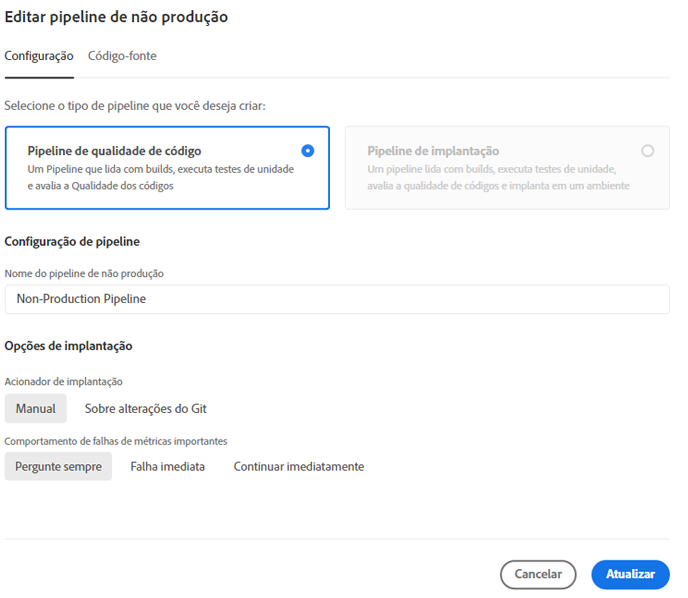 Editar pipeline de não produção
Configuração Código-fonte
Selecione o tipo de pipeline que você deseja criar:
Pipeline de qualidade de código
Um Pipeline que lida com builds, executa testes de unidade
e avalia a Qualidade dos códigos
Pipeline de implantação
Um pipeline lida com builds, executa testes de unidade,
avalia a qualidade de códigos e implanta em um ambiente
Configuração de pipeline
Nome do pipeline de não produção
Non-Production Pipeline
Opções de implantação
Acionador de implantação
Manual Sobre alterações do Git
Comportamento de falhas de métricas importantes
Pergunte sempre Falha imediata Continuar imediatamente
Cancelar Atualizar